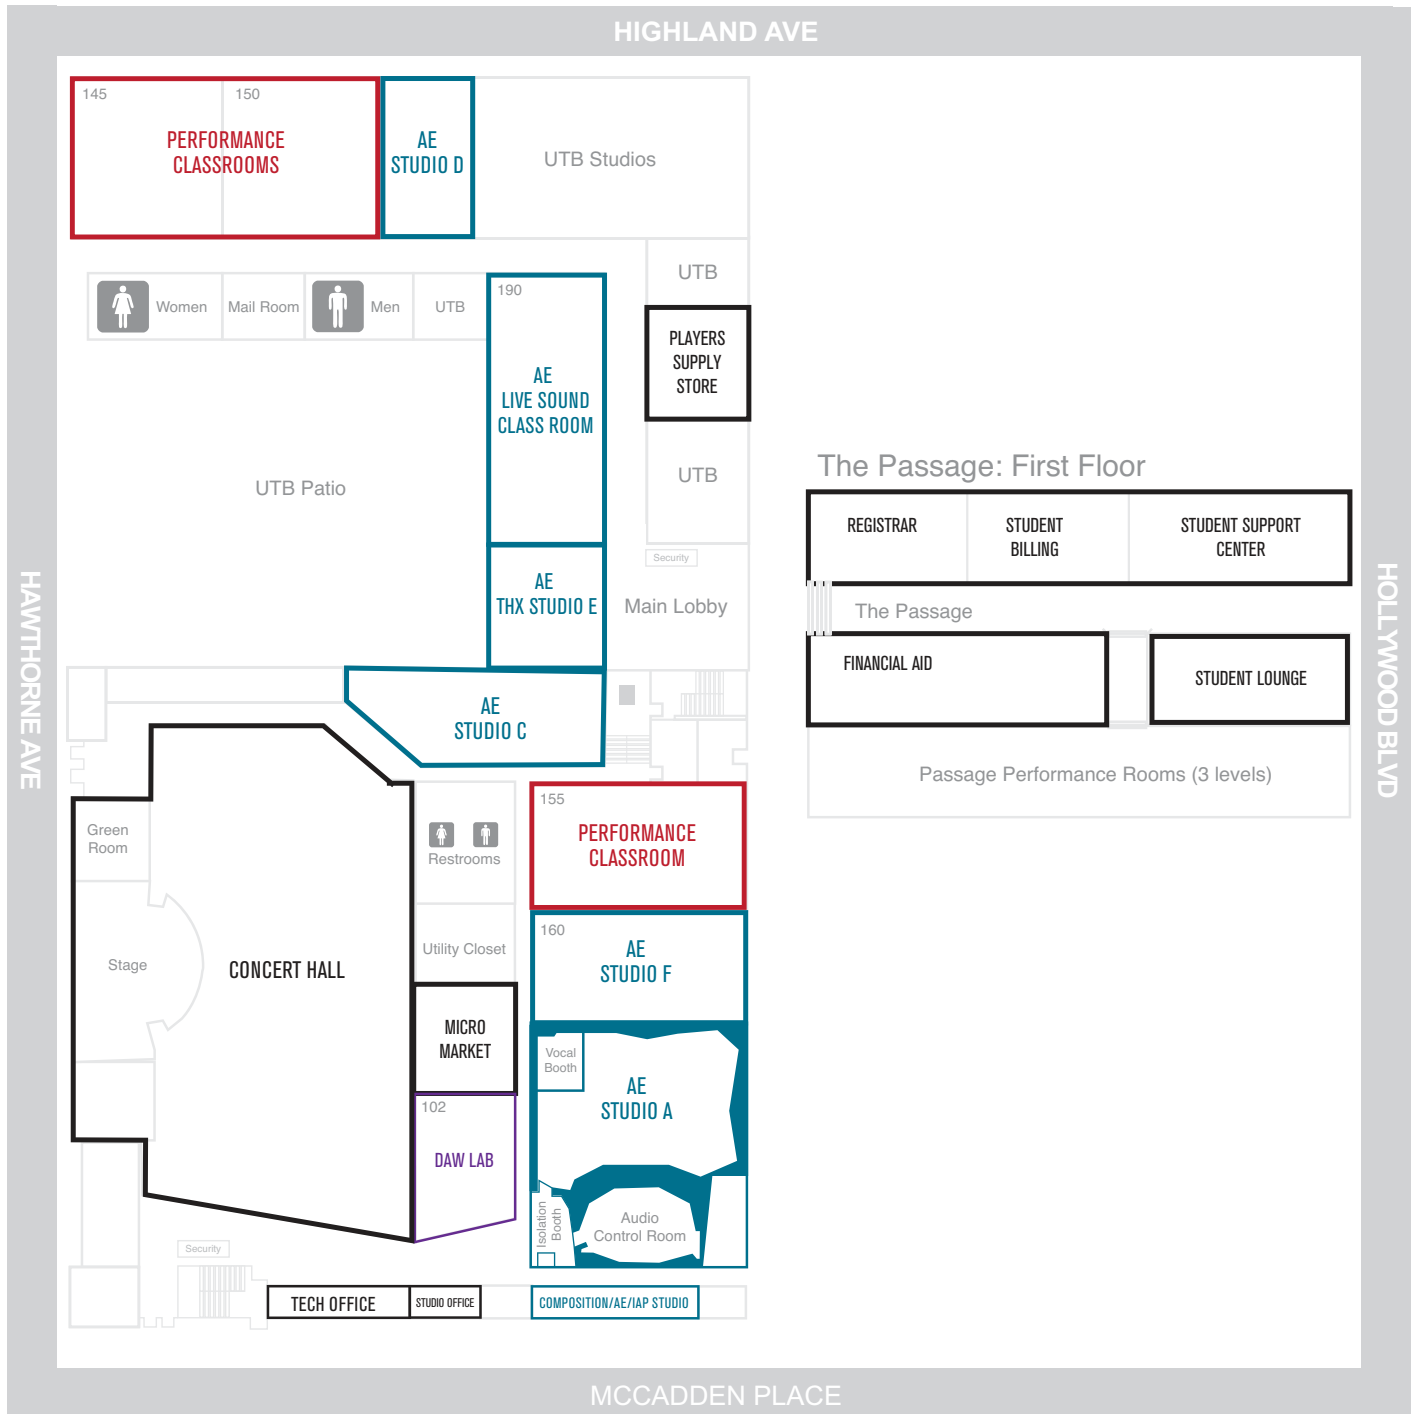 HIGHLAND AVE
145
150
PERFORMANCE
CLASSROOMS
AE
STUDIO D
UTB Studios
Women
Mail Room
Men
UTB
190
AE
LIVE SOUND
CLASS ROOM
UTB
PLAYERS
SUPPLY
STORE
UTB
Security
UTB Patio
AE
THX STUDIO E
Main Lobby
The Passage: First Floor
REGISTRAR
STUDENT
BILLING
STUDENT SUPPORT
CENTER
The Passage
FINANCIAL AID
STUDENT LOUNGE
Passage Performance Rooms (3 levels)
HAWTHORNE AVE
HOLLYWOOD BLVD
AE
STUDIO C
Green
Room
Stage
CONCERT HALL
Restrooms
Utility Closet
155
PERFORMANCE
CLASSROOM
160
AE
STUDIO F
MICRO
MARKET
Vocal
Booth
AE
STUDIO A
102
DAW LAB
Isolation
Booth
Audio
Control Room
Security
TECH OFFICE
STUDIO OFFICE
COMPOSITION/AE/IAP STUDIO
MCCADDEN PLACE